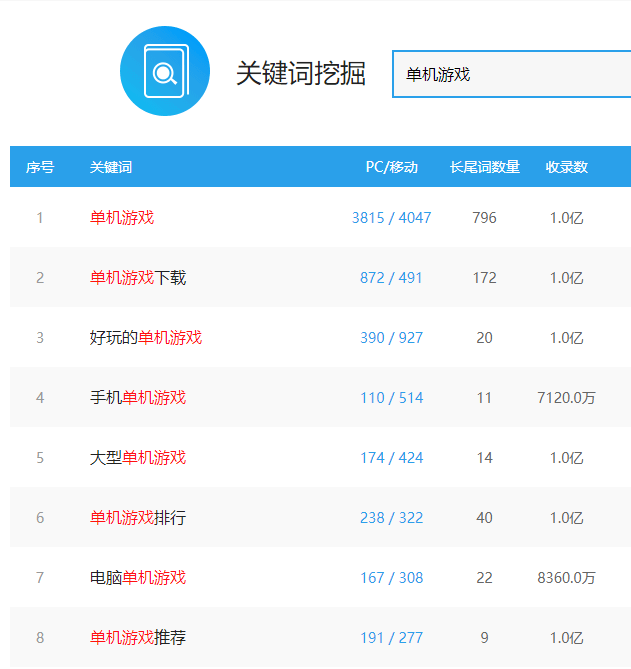 关键词挖掘
单机游戏
序号 关键词 PC/移动 长尾词数量 收录数
1 单机游戏 3815 / 4047 796 1.0亿
2 单机游戏下载 872 / 491 172 1.0亿
3 好玩的单机游戏 390 / 927 20 1.0亿
4 手机单机游戏 110 / 514 11 7120.0万
5 大型单机游戏 174 / 424 14 1.0亿
6 单机游戏排行 238 / 322 40 1.0亿
7 电脑单机游戏 167 / 308 22 8360.0万
8 单机游戏推荐 191 / 277 9 1.0亿